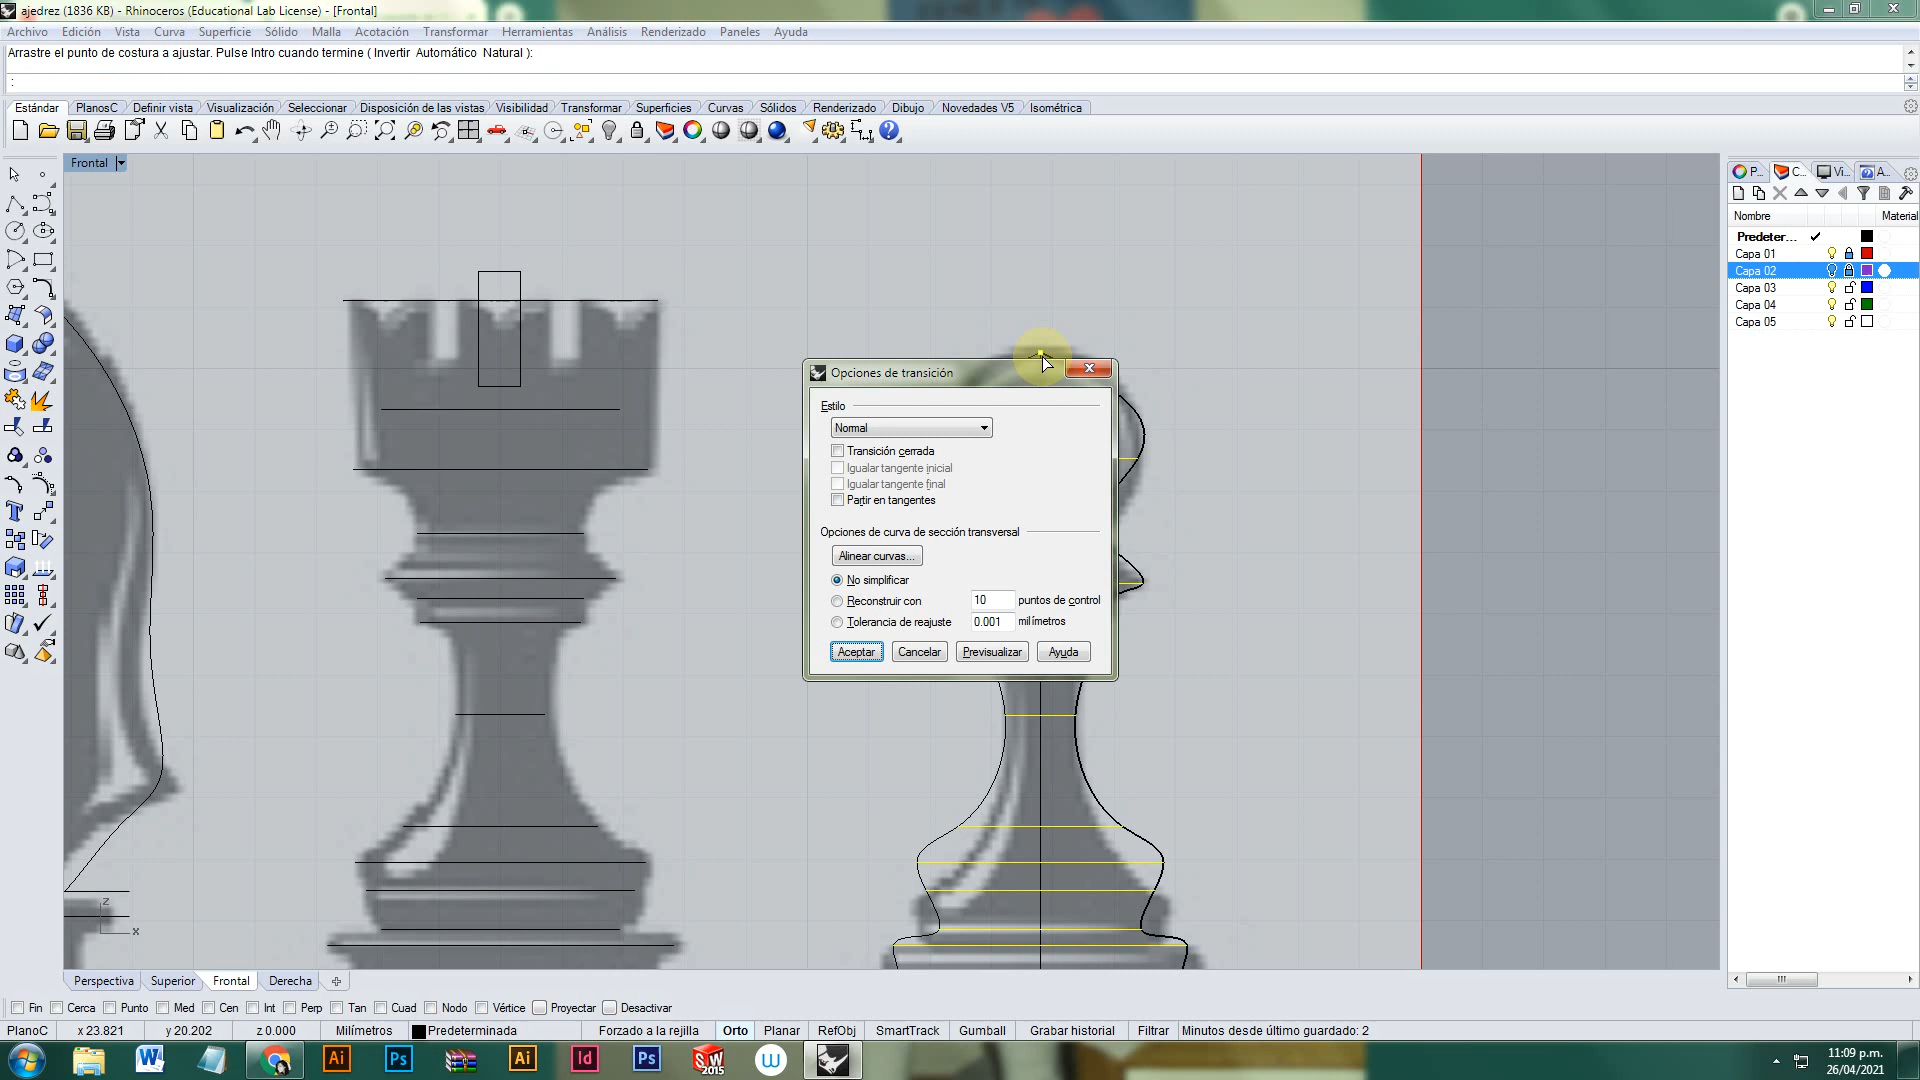 ajedrez (1836 KB) - Rhinoceros (Educational Lab License) - [Frontal]
Archivo Edición Vista Curva Superficie Sólido Malla Acotación Transformar Herramientas Análisis Renderizado Paneles Ayuda
Arrastre el punto de costura a ajustar. Pulse Intro cuando termine ( Invertir Automático Natural ):
:
Estándar PlanosC Definir vista Visualización Seleccionar Disposición de las vistas Visibilidad Transformar Superficies Curvas Sólidos Renderizado Dibujo Novedades V5 Isométrica
Frontal
P... C... Vi... A...
Nombre Material
Predeter...
Capa 01
Capa 02
Capa 03
Capa 04
Capa 05
Opciones de transición
Estilo
Normal
Transición cerrada
Igualar tangente inicial
Igualar tangente final
Partir en tangentes
Opciones de curva de sección transversal
Alinear curvas...
No simplificar
Reconstruir con 10 puntos de control
Tolerancia de reajuste 0.001 milímetros
Aceptar Cancelar Previsualizar Ayuda
z
x
Perspectiva Superior Frontal Derecha
Fin Cerca Punto Med Cen Int Perp Tan Cuad Nodo Vértice Proyectar Desactivar
PlanoC x 23.821 y 20.202 z 0.000 Milímetros Predeterminada Forzado a la rejilla Orto Planar RefObj SmartTrack Gumball Grabar historial Filtrar Minutos desde último guardado: 2
W Ai Ps Ai Id Ps SW 2015 W
11:09 p.m.
26/04/2021